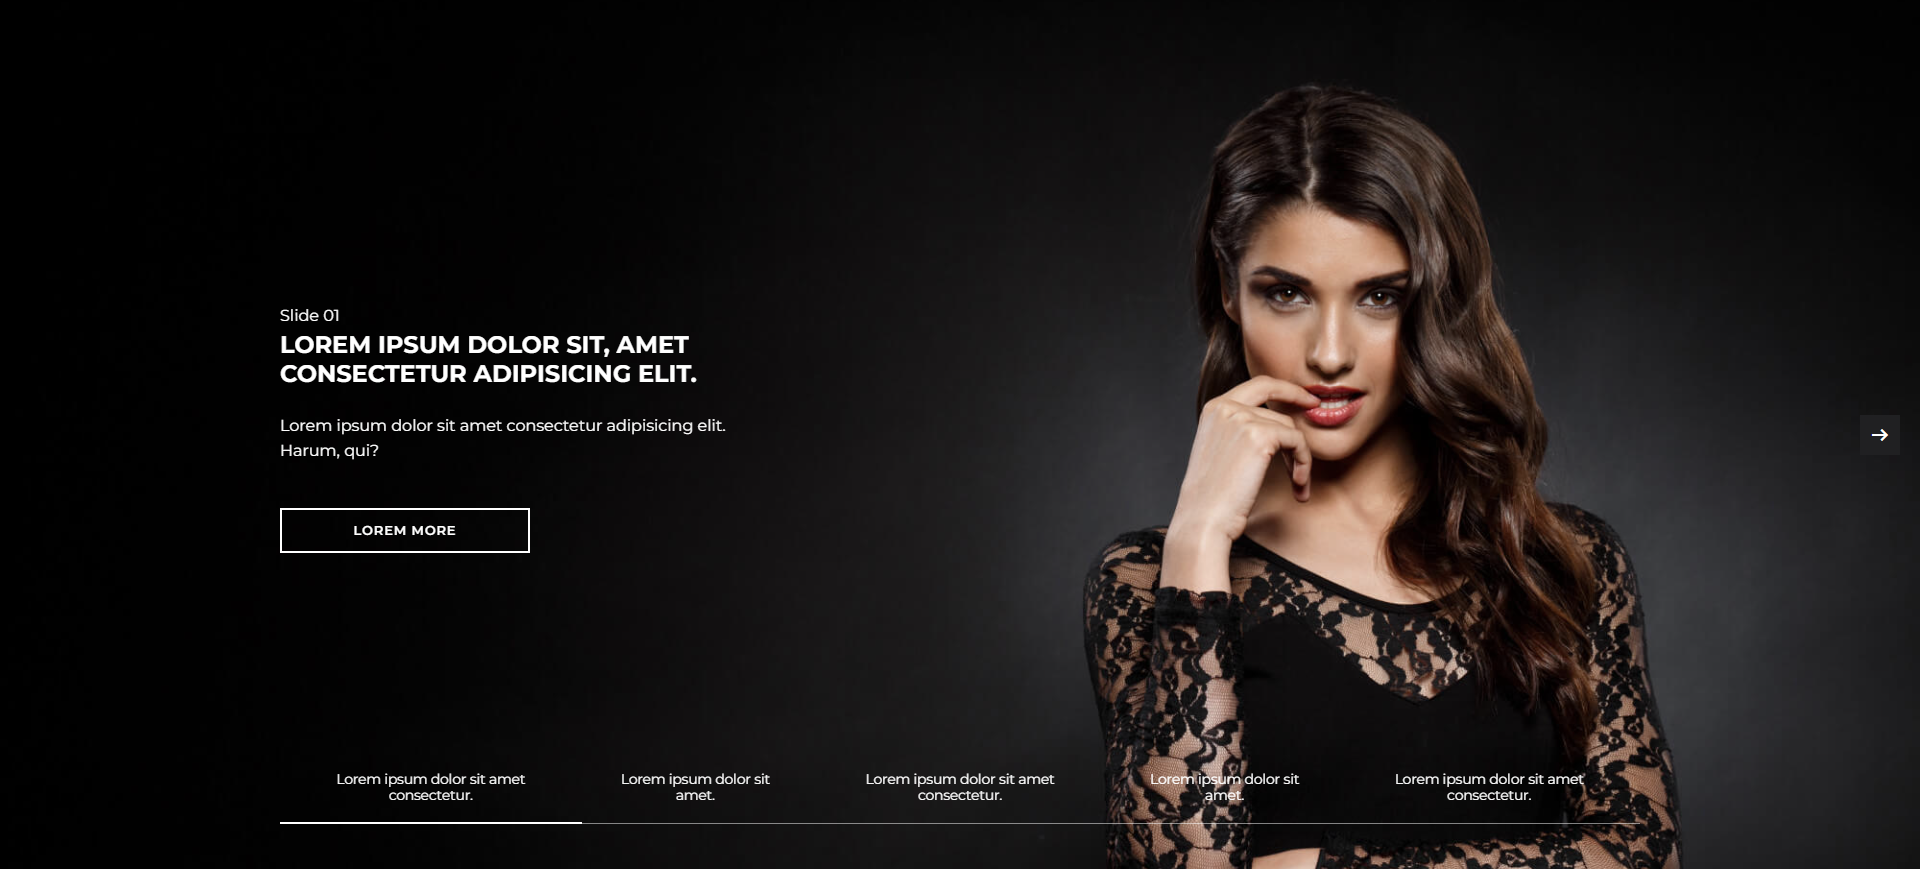 Slide 01
LOREM IPSUM DOLOR SIT, AMET
CONSECTETUR ADIPISICING ELIT.
Lorem ipsum dolor sit amet consectetur adipisicing elit.
Harum, qui?
LOREM MORE
Lorem ipsum dolor sit amet
consectetur.
Lorem ipsum dolor sit
amet.
Lorem ipsum dolor sit amet
consectetur.
Lorem ipsum dolor sit
amet.
Lorem ipsum dolor sit amet
consectetur.